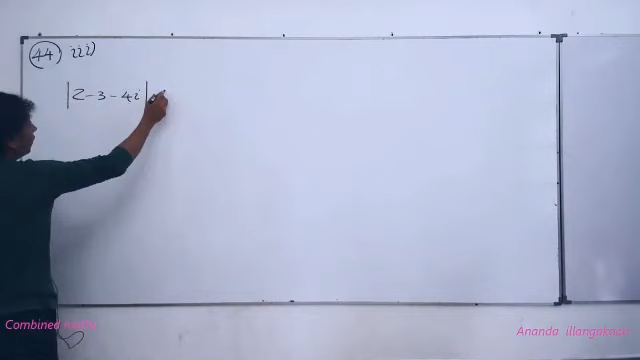 44) iii)
|z-3-4i|
Combined maths
Ananda illangakoon